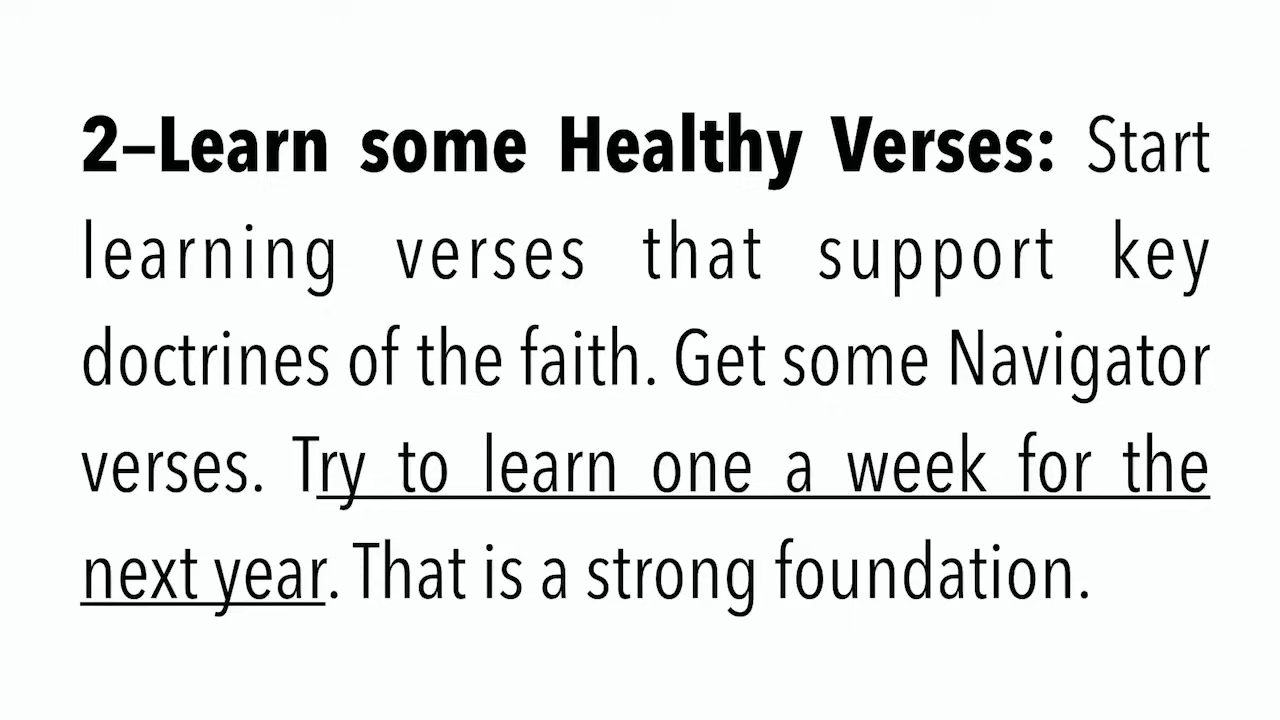 2–Learn some Healthy Verses: Start
learning verses that support key
doctrines of the faith. Get some Navigator
verses. Try to learn one a week for the
next year. That is a strong foundation.